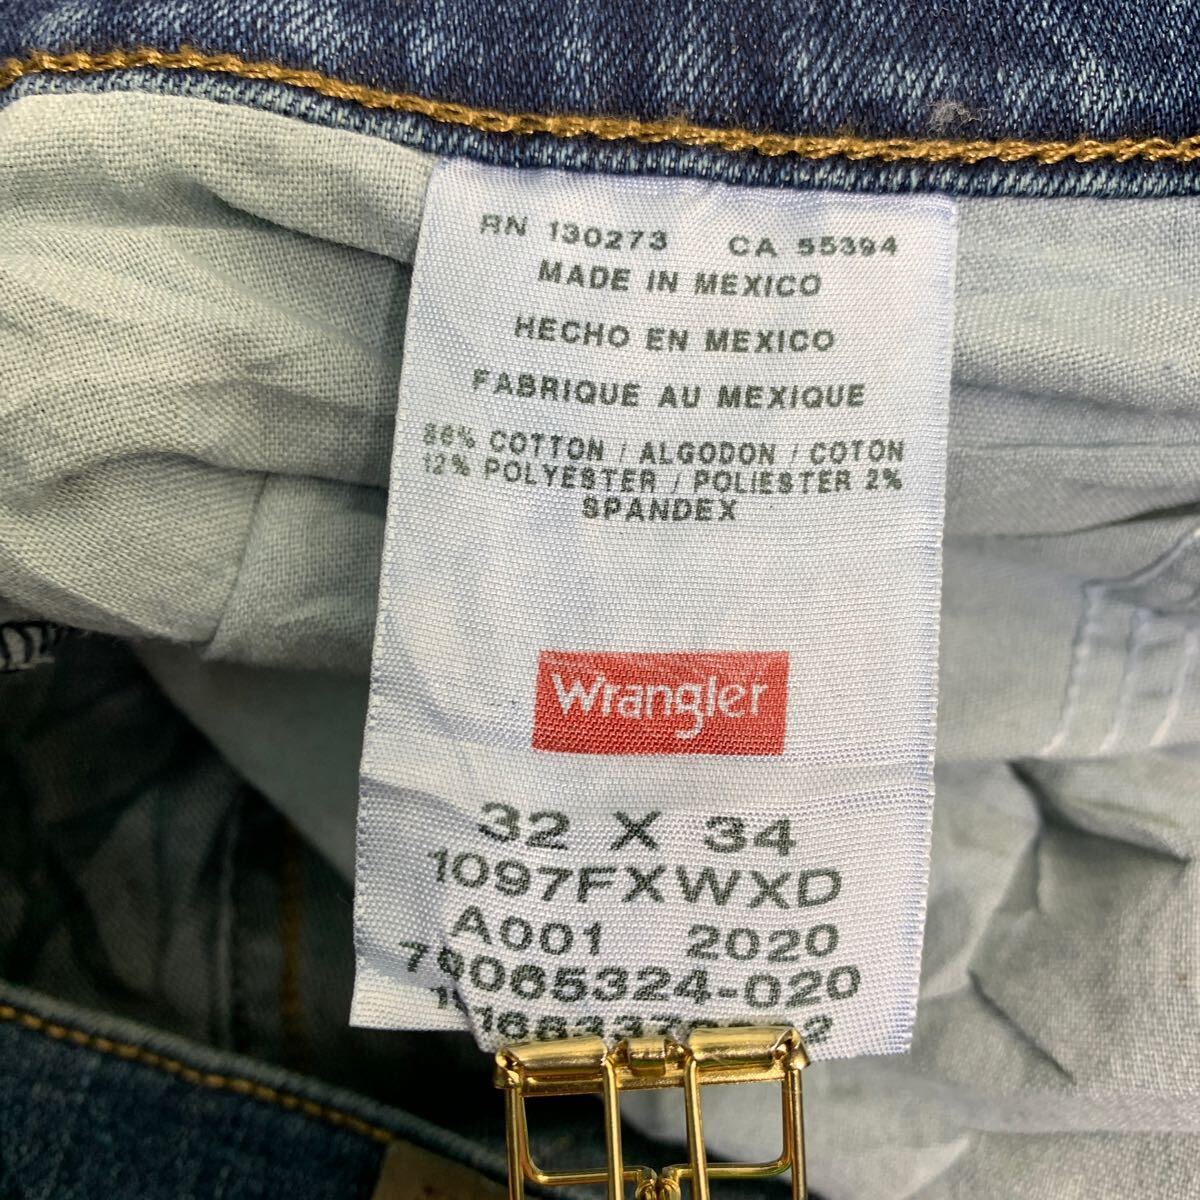 RN 130273 CA 55394
MADE IN MEXICO
HECHO EN MEXICO
FABRIQUE AU MEXIQUE
86% COTTON / ALGODON / COTON
12% POLYESTER / POLIESTER 2%
SPANDEX
Wrangler
32 X 34
1097FXWXD
A001 2020
79065324-020